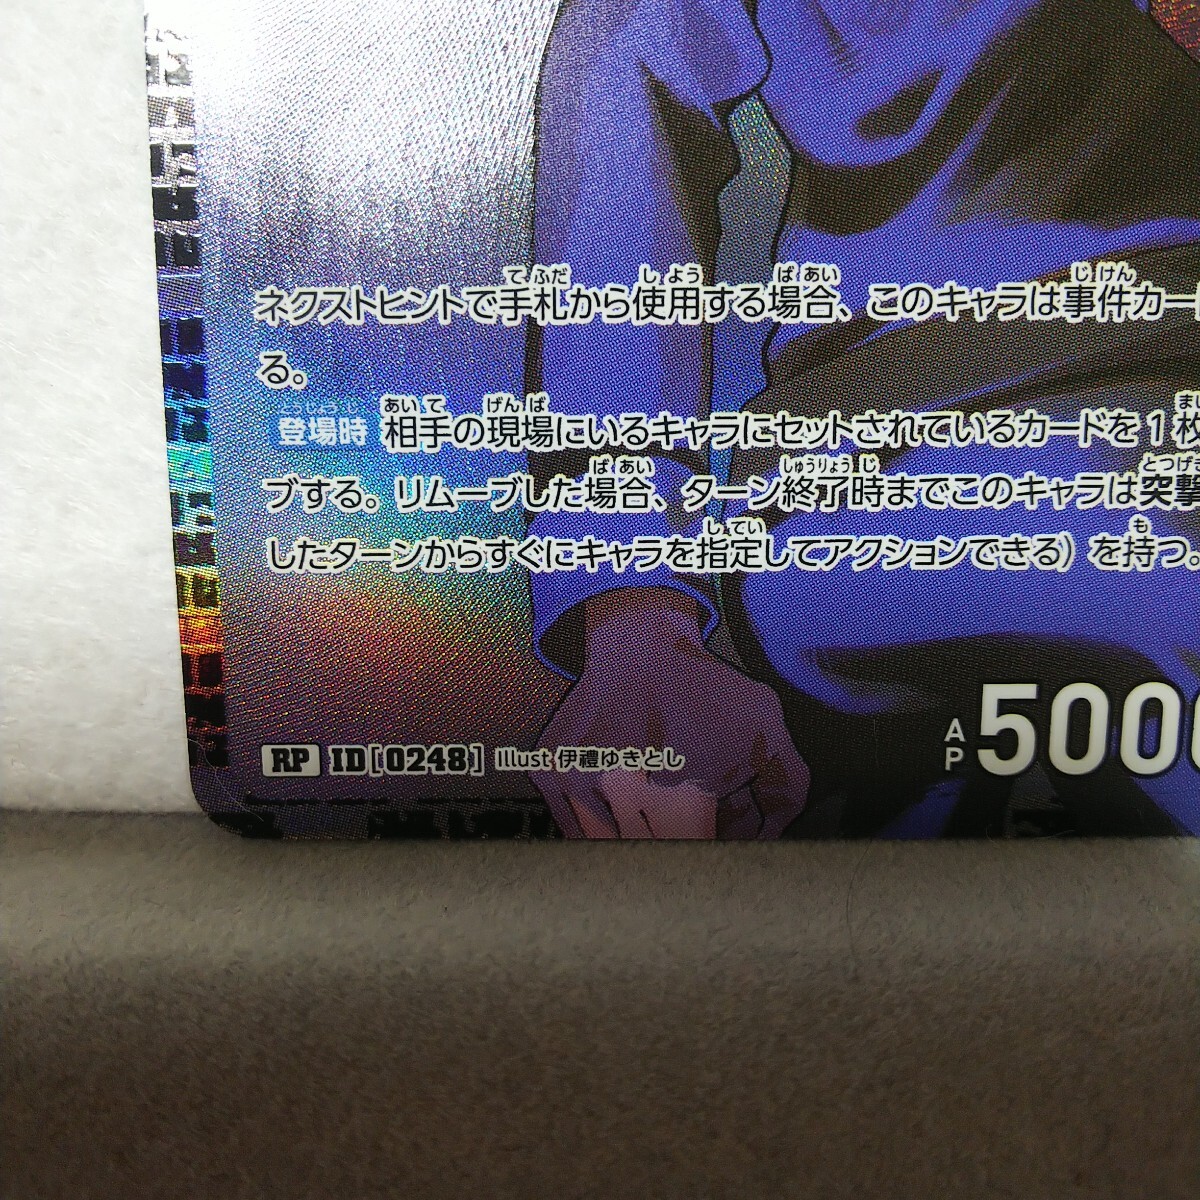 ネクストヒントで手札から使用する場合、このキャラは事件カー
る。
登場時 相手の現場にいるキャラにセットされているカードを1枚
ブする。リムーブした場合、ターン終了時までこのキャラは突撃
したターンからすぐにキャラを指定してアクションできる)を持つ。
AP 5000
RP ID[0248] Illust 伊禮ゆきとし